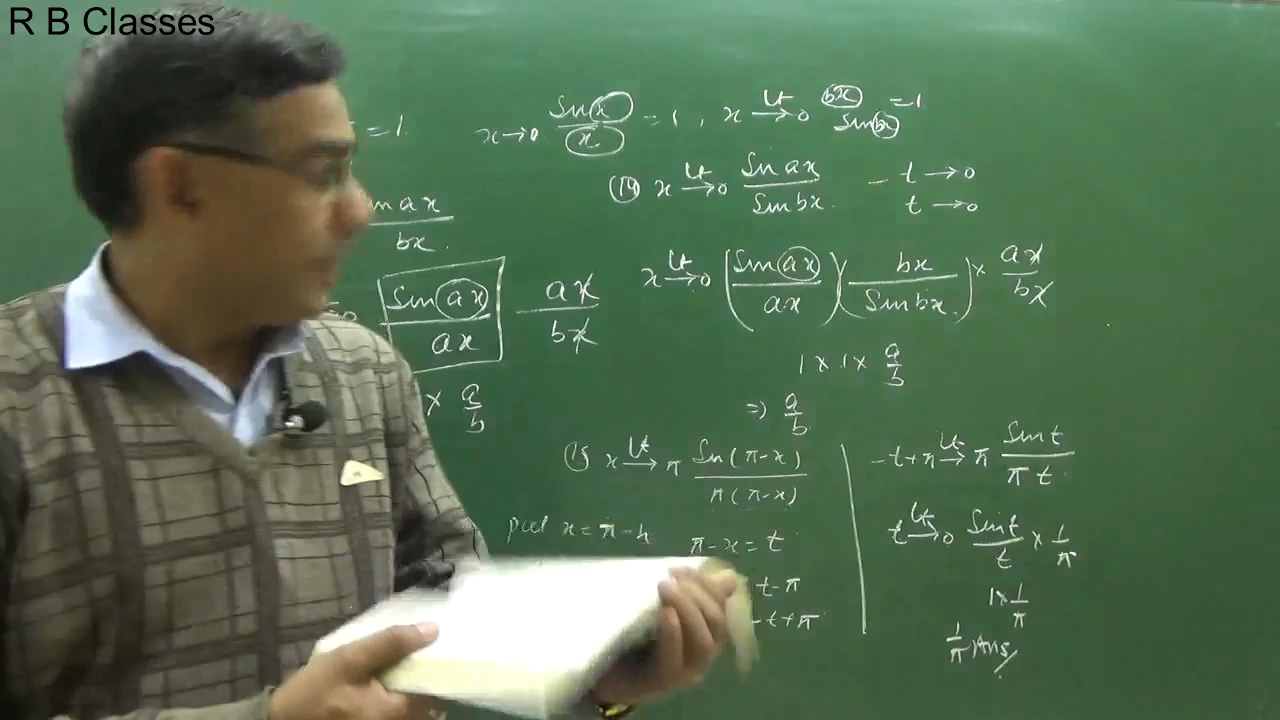 R B Classes
= 1.
x → 0 Sin x / x = 1, x Lt→ 0 bx / Sin bx = 1
(14) x Lt→ 0 Sin ax / Sin bx. - t → 0
t → 0
ax / bx.
Sin ax / ax - ax / bx
x Lt→ 0 (Sin ax / ax)(bx / Sin bx.) × ax / bx
× a/b
1 × 1 × a/b
⇒ a/b
(15) x Lt→ π Sin(π-x) / π(π-x)
put x = π - h
π - x = t
t - π
- t + π
- t + π Lt→ π Sin t / π t.
t Lt→ 0 Sin t / t × 1/π
1 × 1/π
1/π Ans